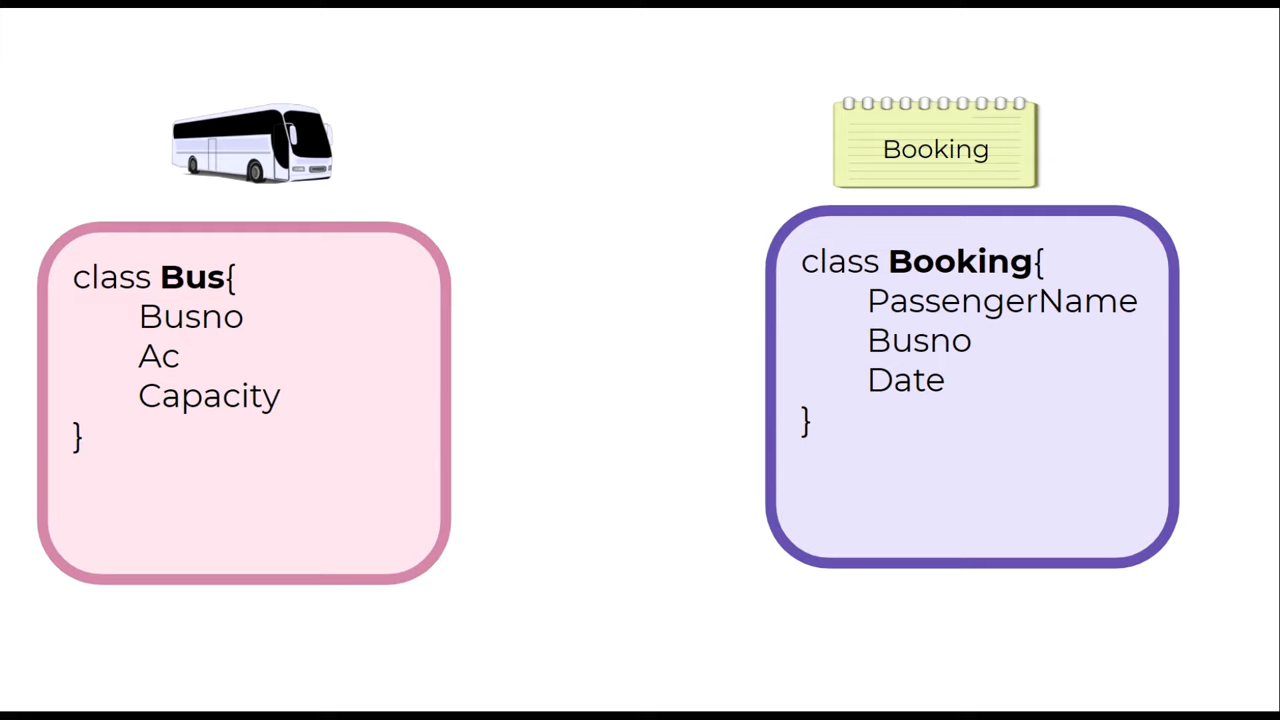 class Bus{
Busno
Ac
Capacity
}
Booking
class Booking{
PassengerName
Busno
Date
}